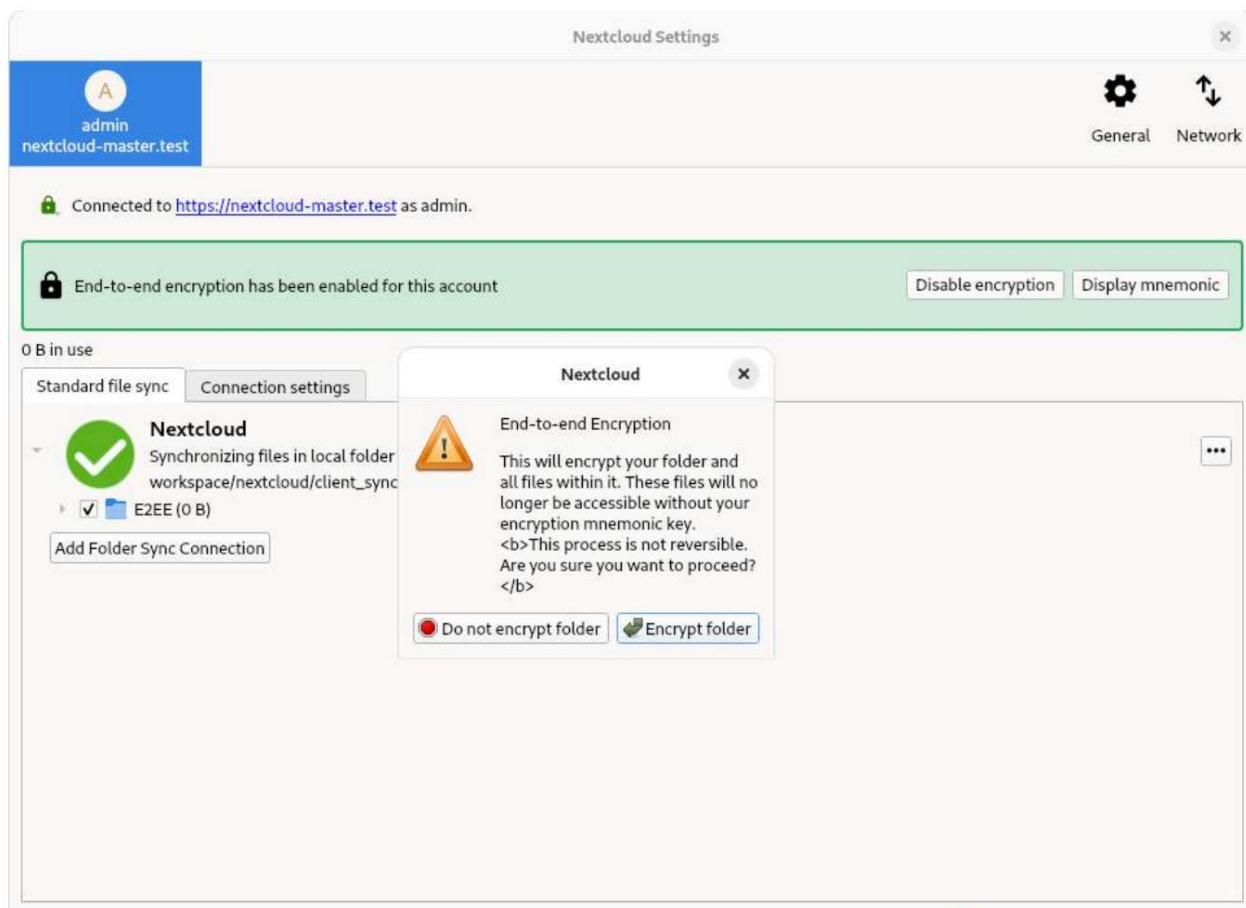 Nextcloud Settings
A
admin
nextcloud-master.test
General
Network
Connected to https://nextcloud-master.test as admin.
End-to-end encryption has been enabled for this account
Disable encryption
Display mnemonic
0 B in use
Standard file sync
Connection settings
Nextcloud
Synchronizing files in local folder
workspace/nextcloud/client_sync
E2EE (0 B)
Add Folder Sync Connection
Nextcloud
End-to-end Encryption
This will encrypt your folder and
all files within it. These files will no
longer be accessible without your
encryption mnemonic key.
<b>This process is not reversible.
Are you sure you want to proceed?
</b>
Do not encrypt folder
Encrypt folder